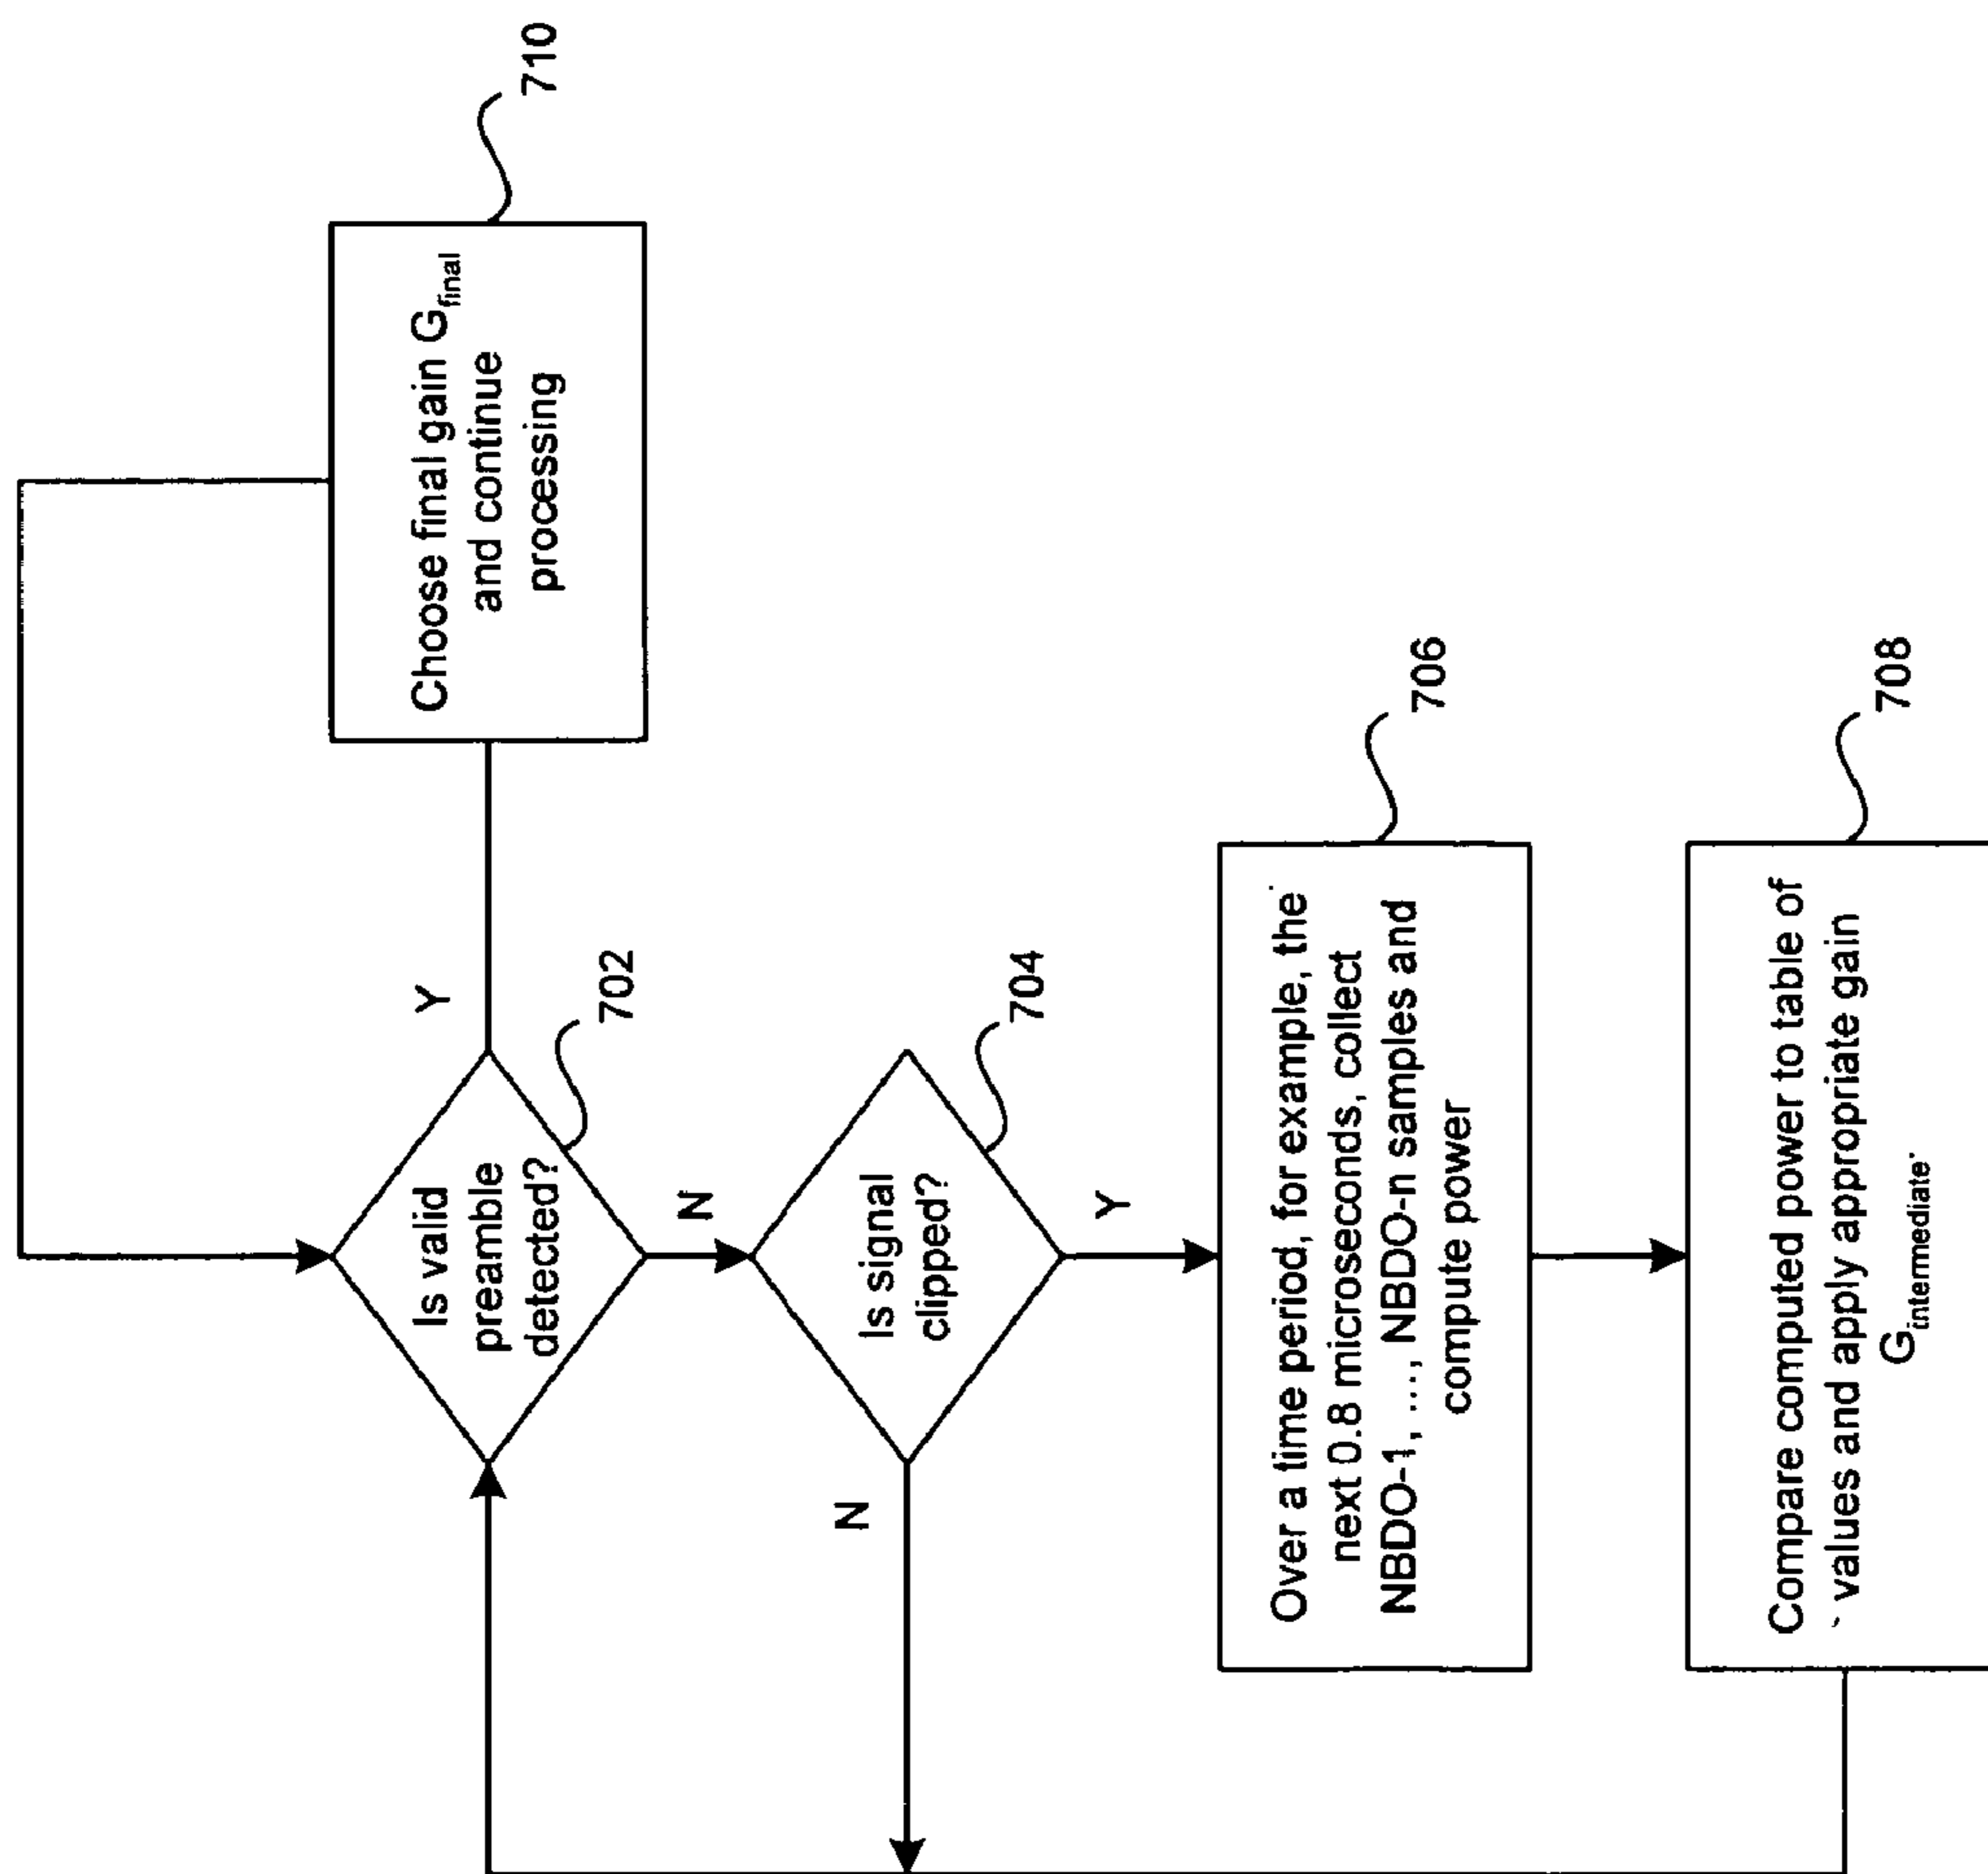 Is valid
preamble
detected?
702
Y
N
Choose final gain Gfinal
and continue
processing
710
Is signal
clipped?
704
N
Y
Over a time period, for example, the
next 0.8 microseconds, collect
NBDO-1, ...., NBDO-n samples and
compute power
706
Compare computed power to table of
values and apply appropriate gain
Gintermediate.
708